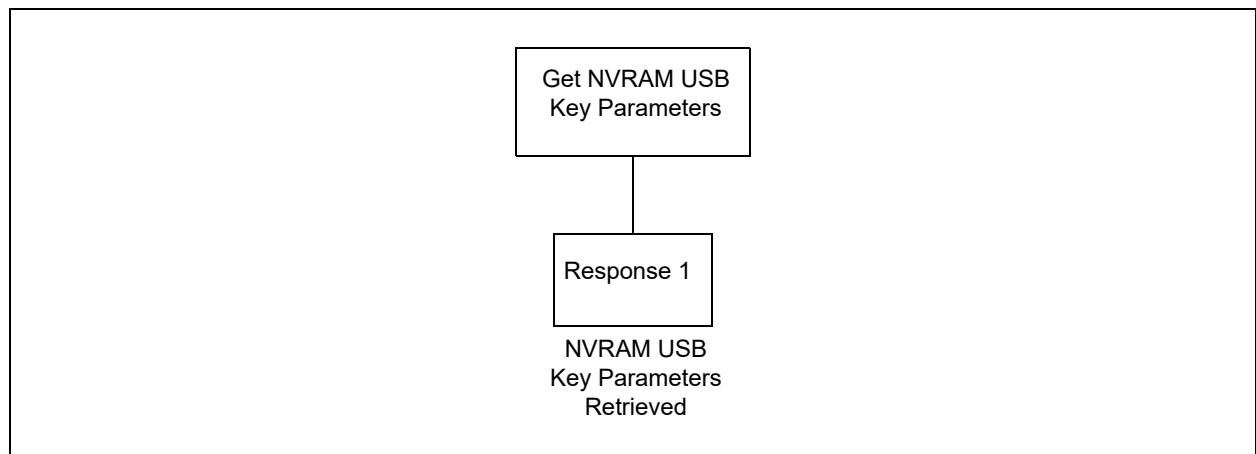 Get NVRAM USB
Key Parameters
Response 1
NVRAM USB
Key Parameters
Retrieved